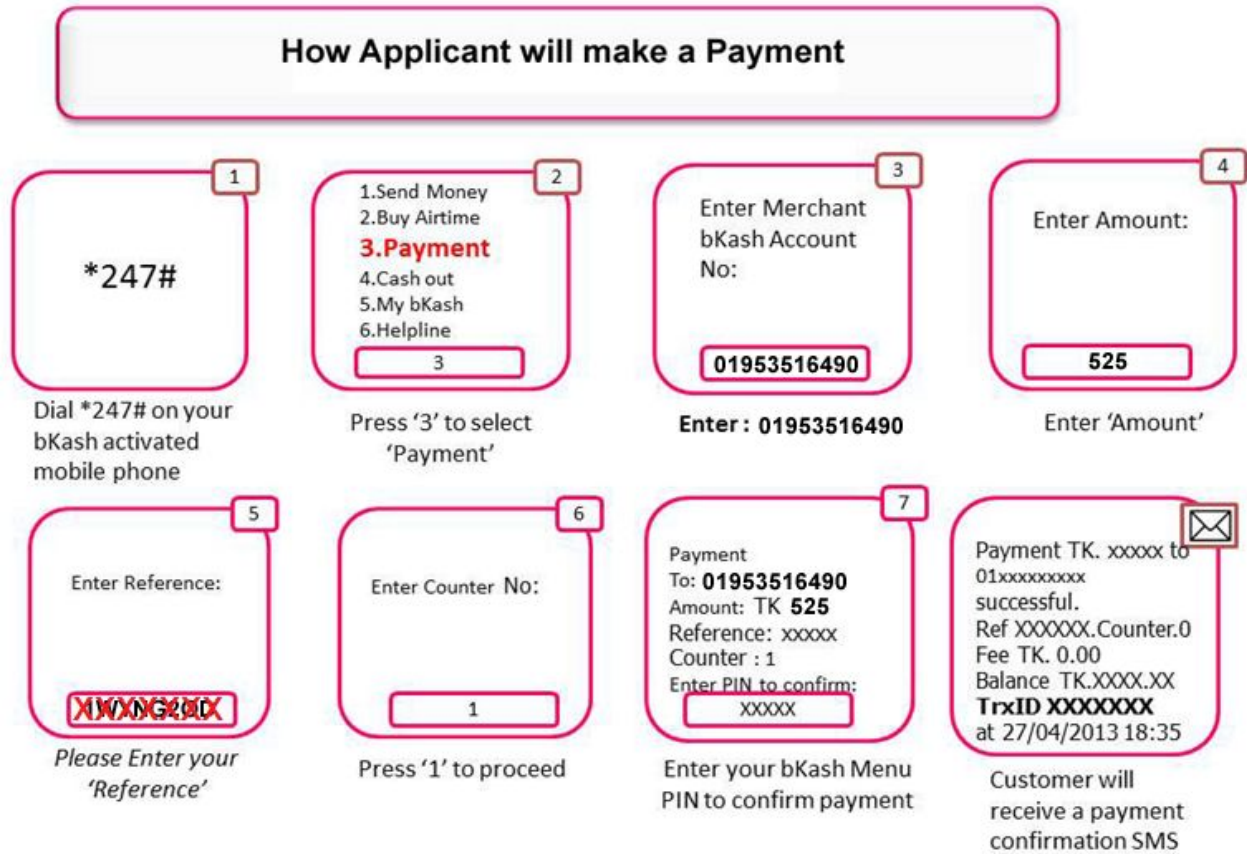 How Applicant will make a Payment
1
*247#
Dial *247# on your
bKash activated
mobile phone
2
1.Send Money
2.Buy Airtime
3.Payment
4.Cash out
5.My bKash
6.Helpline
3
Press ‘3’ to select
‘Payment’
3
Enter Merchant
bKash Account
No:
01953516490
Enter : 01953516490
4
Enter Amount:
525
Enter ‘Amount’
5
Enter Reference:
Please Enter your
‘Reference’
6
Enter Counter No:
1
Press ‘1’ to proceed
7
Payment
To: 01953516490
Amount: TK 525
Reference: xxxxx
Counter : 1
Enter PIN to confirm:
XXXXX
Enter your bKash Menu
PIN to confirm payment
Payment TK. xxxxx to
01xxxxxxxxx
successful.
Ref XXXXXX.Counter.0
Fee TK. 0.00
Balance TK.XXXX.XX
TrxID XXXXXXX
at 27/04/2013 18:35
Customer will
receive a payment
confirmation SMS